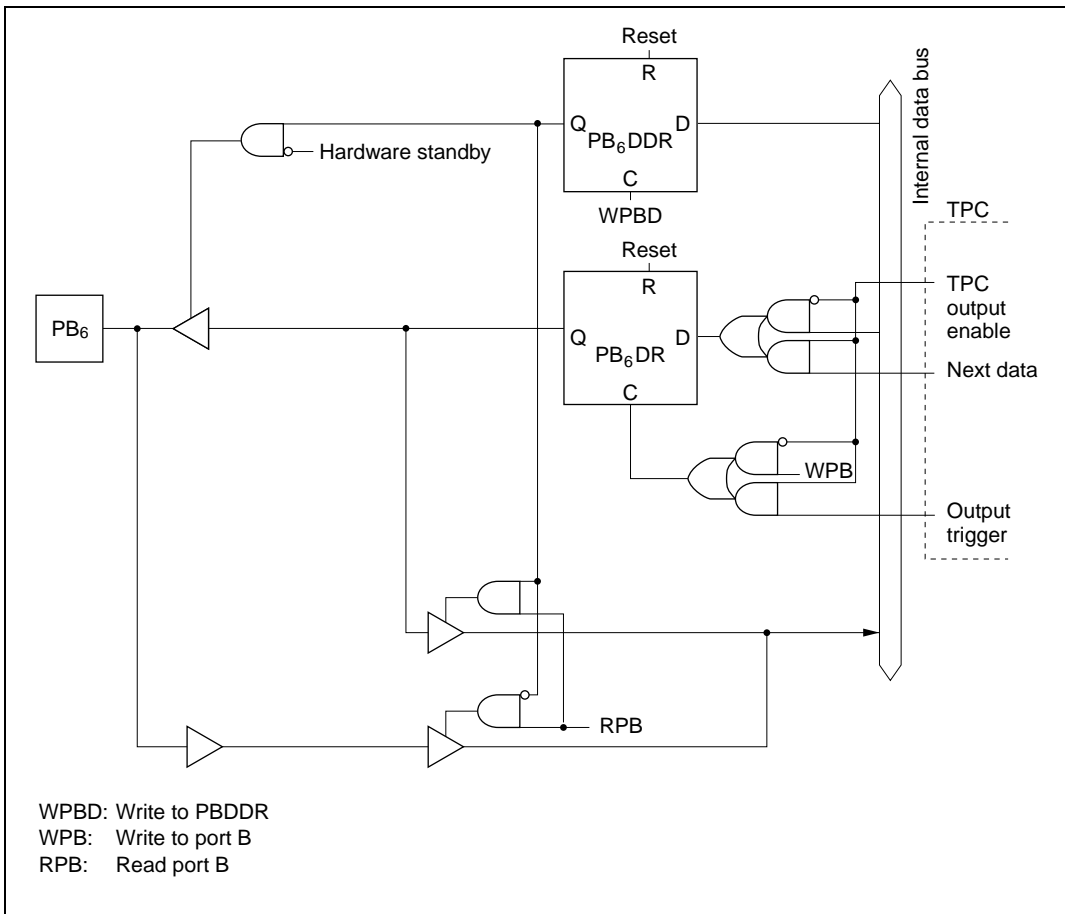 Reset
R
Q
D
PB₆DDR
C
WPBD
Hardware standby
Internal data bus
TPC
Reset
R
PB₆
Q
D
PB₆DR
C
TPC
output
enable
Next data
WPB
Output
trigger
RPB
WPBD: Write to PBDDR
WPB: Write to port B
RPB: Read port B